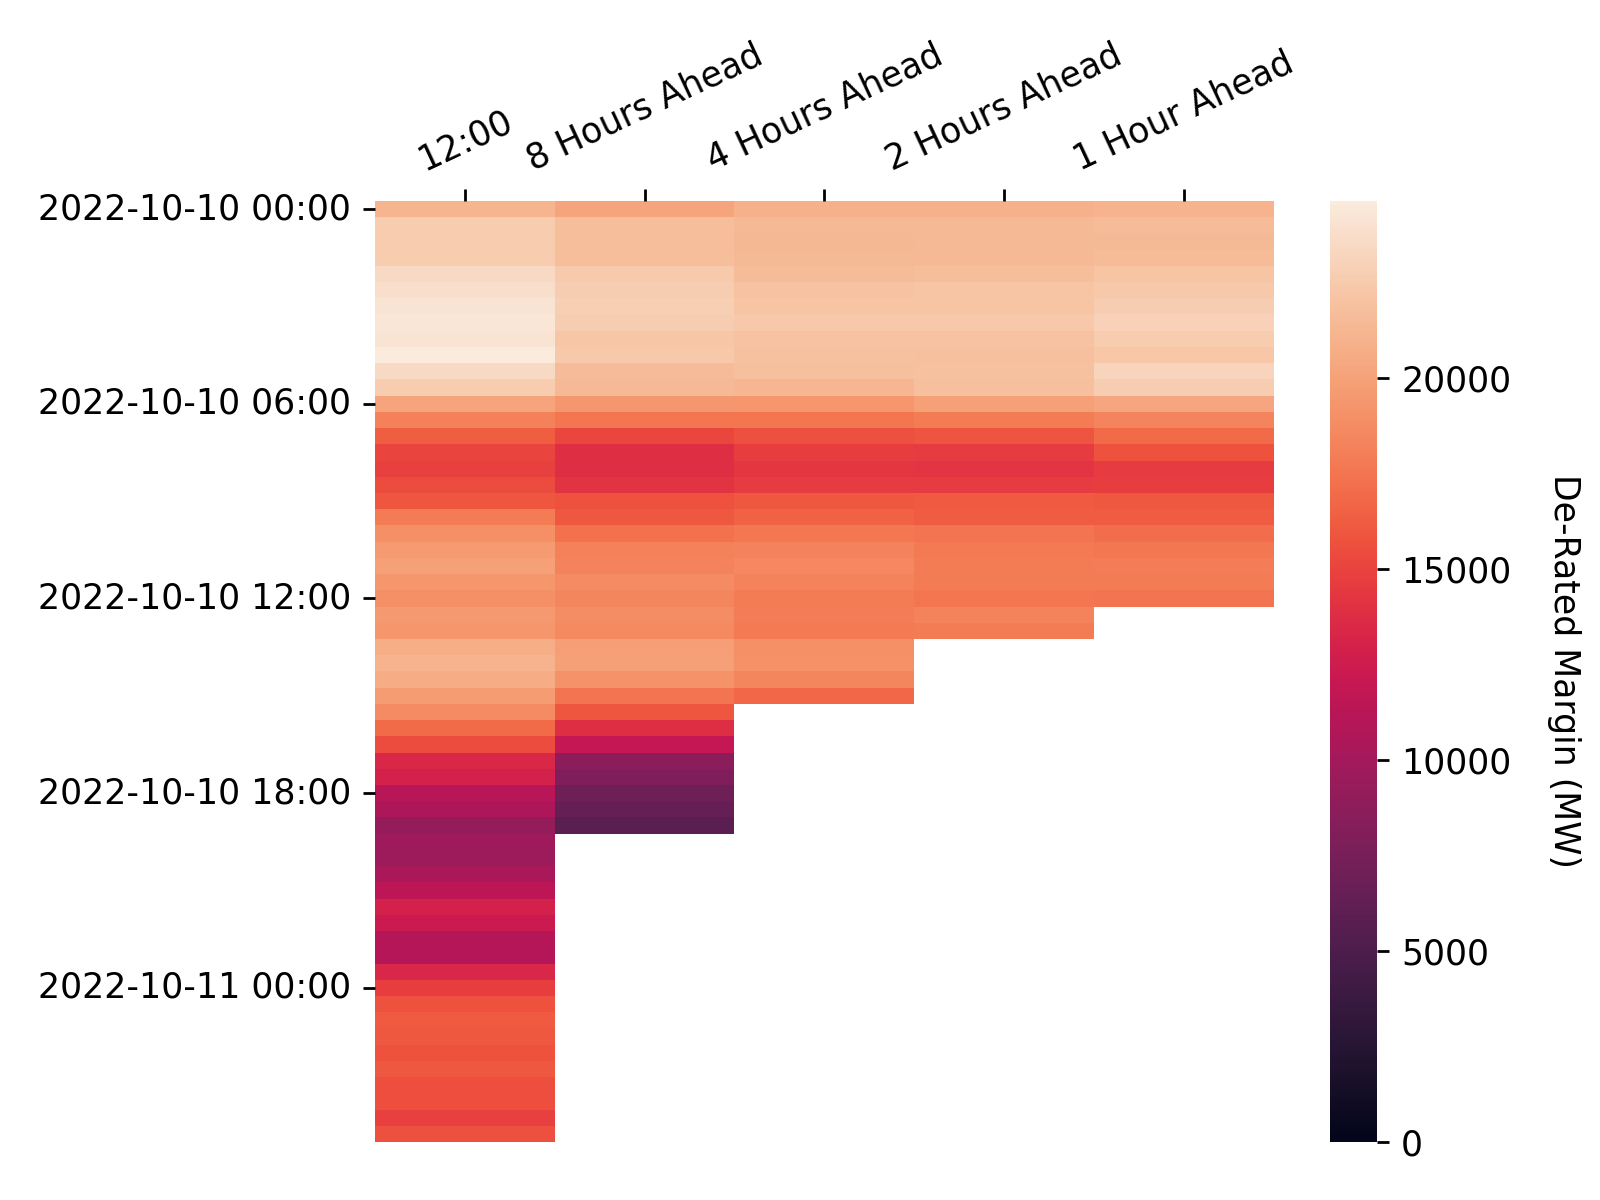 12:00
8 Hours Ahead
4 Hours Ahead
2 Hours Ahead
1 Hour Ahead
2022-10-10 00:00
2022-10-10 06:00
2022-10-10 12:00
2022-10-10 18:00
2022-10-11 00:00
20000
15000
10000
5000
0
De-Rated Margin (MW)